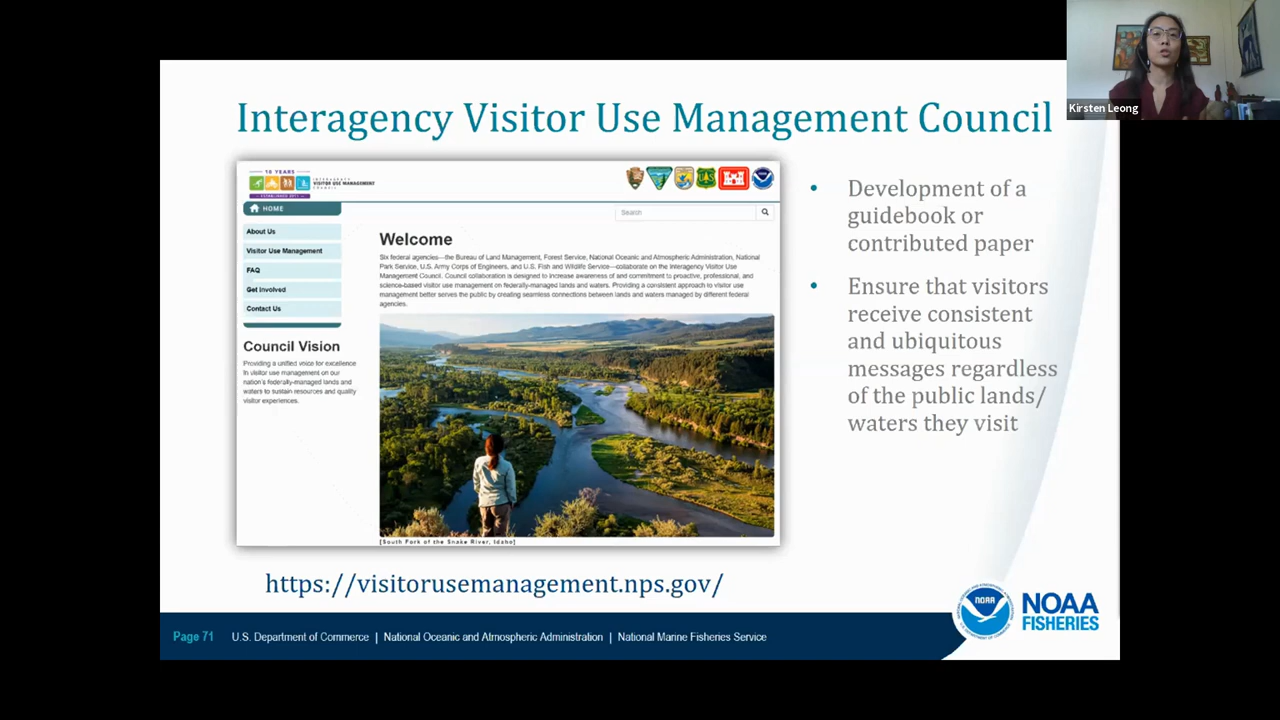 Interagency Visitor Use Management Council
Kirsten Leong
10 YEARS
INTERAGENCY
VISITOR USE MANAGEMENT
COUNCIL
ESTABLISHED 2011
HOME
Search
About Us
Visitor Use Management
FAQ
Get Involved
Contact Us
Council Vision
Providing a unified voice for excellence
in visitor use management on our
nation's federally-managed lands and
waters to sustain resources and quality
visitor experiences.
Welcome
Six federal agencies—the Bureau of Land Management, Forest Service, National Oceanic and Atmospheric Administration, National
Park Service, U.S. Army Corps of Engineers, and U.S. Fish and Wildlife Service—collaborate on the Interagency Visitor Use
Management Council. Council collaboration is designed to increase awareness of and commitment to proactive, professional, and
science-based visitor use management on federally-managed lands and waters. Providing a consistent approach to visitor use
management better serves the public by creating seamless connections between lands and waters managed by different federal
agencies.
[South Fork of the Snake River, Idaho]
• Development of a
guidebook or
contributed paper
• Ensure that visitors
receive consistent
and ubiquitous
messages regardless
of the public lands/
waters they visit
https://visitorusemanagement.nps.gov/
NOAA
NOAA
FISHERIES
Page 71 U.S. Department of Commerce | National Oceanic and Atmospheric Administration | National Marine Fisheries Service